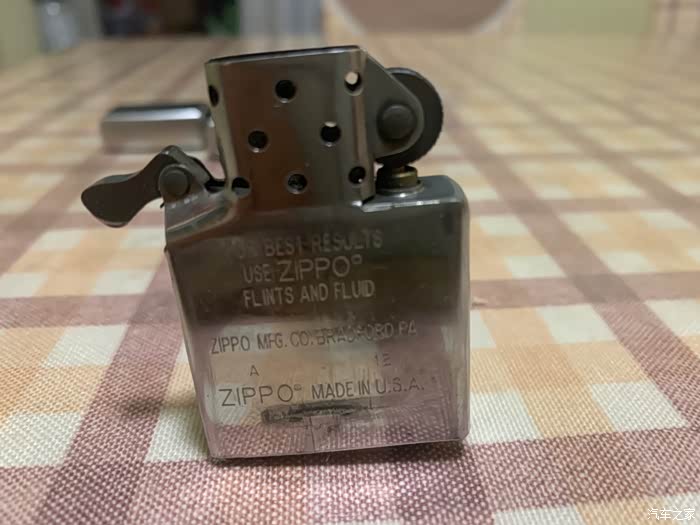 FOR BEST RESULTS
USE ZIPPO®
FLINTS AND FLUID
ZIPPO MFG. CO. BRADFORD, PA
A 12
ZIPPO® MADE IN U.S.A.
汽车之家